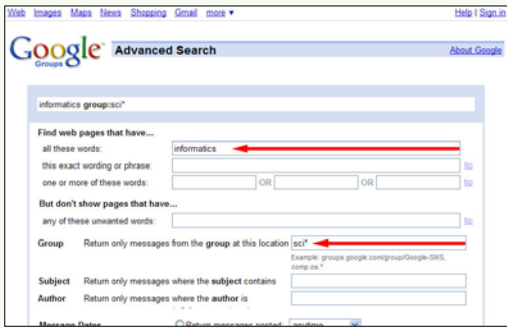 Web Images Maps News Shopping Gmail more ▼ Help | Sign in
Google Groups Advanced Search About Google
informatics group:sci*
Find web pages that have...
all these words: informatics
this exact wording or phrase: tip
one or more of these words: OR OR tip
But don't show pages that have...
any of these unwanted words: tip
Group Return only messages from the group at this location sci*
Example: groups.google.com/group/Google-SMS,
comp.os.*
Subject Return only messages where the subject contains
Author Return only messages where the author is
Message Dates Return messages posted: anytime